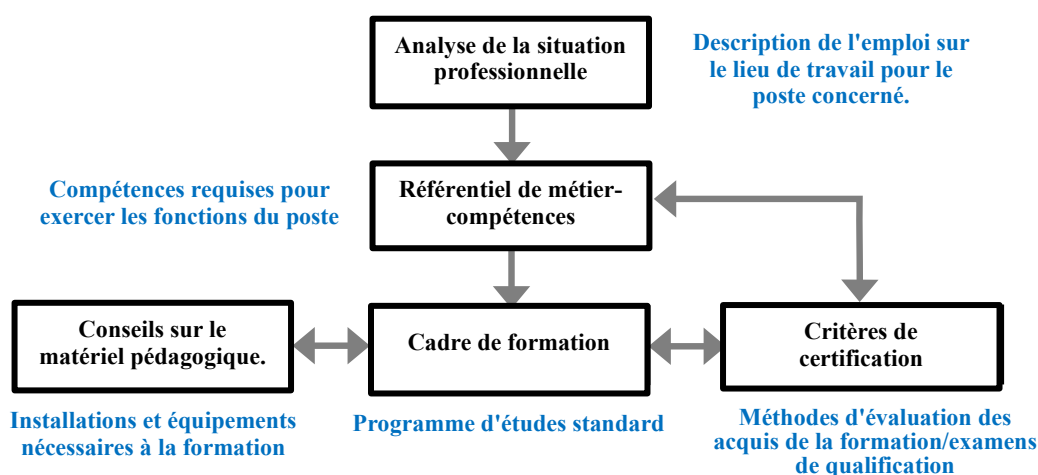 Analyse de la situation
professionnelle
Description de l'emploi sur
le lieu de travail pour le
poste concerné.
Compétences requises pour
exercer les fonctions du poste
Référentiel de métier-
compétences
Conseils sur le
matériel pédagogique.
Cadre de formation
Critères de
certification
Installations et équipements
nécessaires à la formation
Programme d'études standard
Méthodes d'évaluation des
acquis de la formation/examens
de qualification